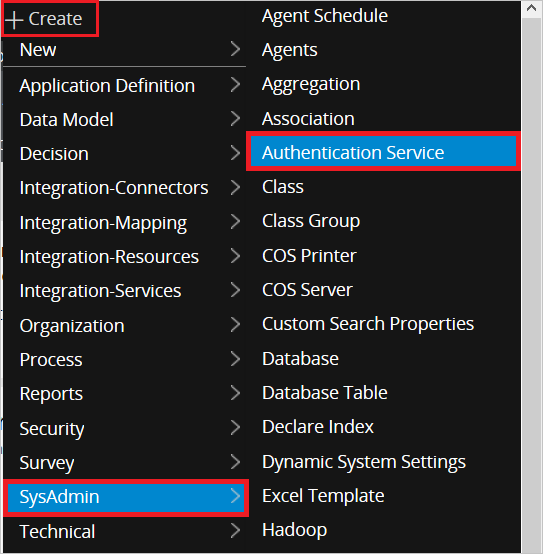 + Create
New
Application Definition
Data Model
Decision
Integration-Connectors
Integration-Mapping
Integration-Resources
Integration-Services
Organization
Process
Reports
Security
Survey
SysAdmin
Technical
Agent Schedule
Agents
Aggregation
Association
Authentication Service
Class
Class Group
COS Printer
COS Server
Custom Search Properties
Database
Database Table
Declare Index
Dynamic System Settings
Excel Template
Hadoop